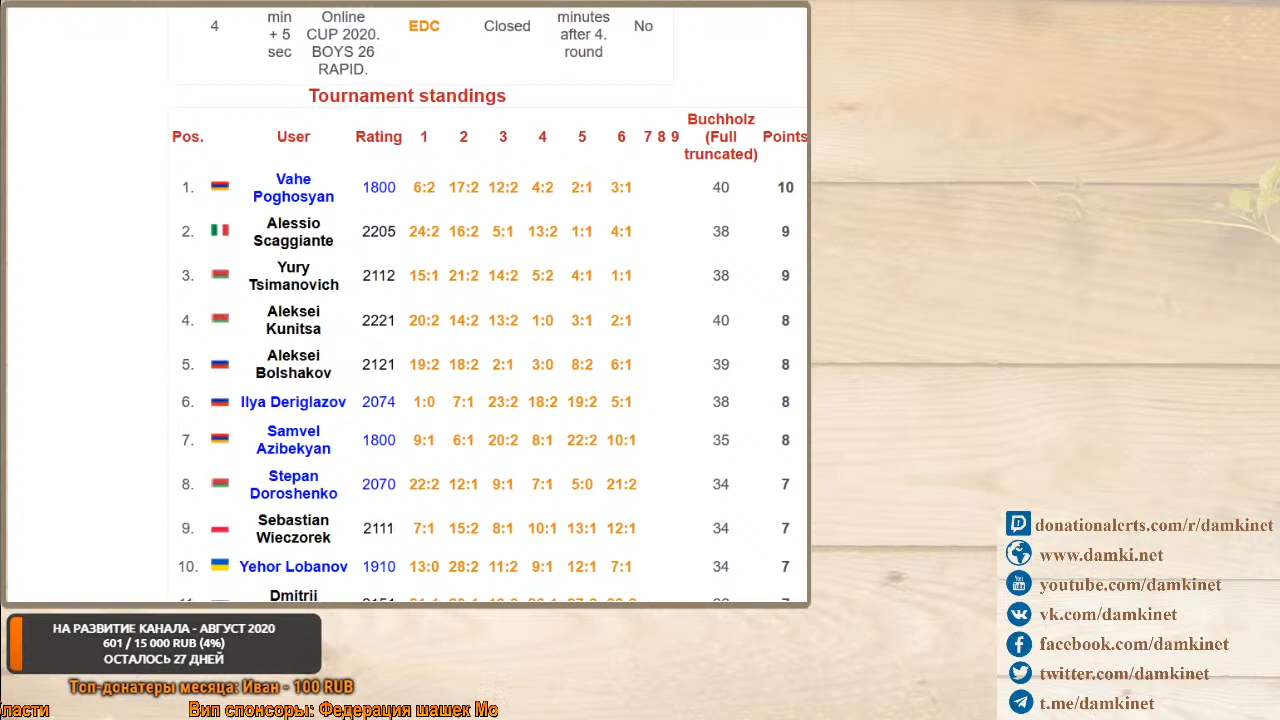 4 min + 5 sec Online CUP 2020. BOYS 26 RAPID. EDC Closed minutes after 4. round No
Tournament standings
Pos. User Rating 1 2 3 4 5 6 7 8 9 Buchholz (Full truncated) Points
1. Vahe Poghosyan 1800 6:2 17:2 12:2 4:2 2:1 3:1 40 10
2. Alessio Scaggiante 2205 24:2 16:2 5:1 13:2 1:1 4:1 38 9
3. Yury Tsimanovich 2112 15:1 21:2 14:2 5:2 4:1 1:1 38 9
4. Aleksei Kunitsa 2221 20:2 14:2 13:2 1:0 3:1 2:1 40 8
5. Aleksei Bolshakov 2121 19:2 18:2 2:1 3:0 8:2 6:1 39 8
6. Ilya Deriglazov 2074 1:0 7:1 23:2 18:2 19:2 5:1 38 8
7. Samvel Azibekyan 1800 9:1 6:1 20:2 8:1 22:2 10:1 35 8
8. Stepan Doroshenko 2070 22:2 12:1 9:1 7:1 5:0 21:2 34 7
9. Sebastian Wieczorek 2111 7:1 15:2 8:1 10:1 13:1 12:1 34 7
10. Yehor Lobanov 1910 13:0 28:2 11:2 9:1 12:1 7:1 34 7
Dmitrii
donationalerts.com/r/damkinet
www.damki.net
youtube.com/damkinet
vk.com/damkinet
facebook.com/damkinet
twitter.com/damkinet
t.me/damkinet
НА РАЗВИТИЕ КАНАЛА - АВГУСТ 2020
601 / 15 000 RUB (4%)
ОСТАЛОСЬ 27 ДНЕЙ
Топ-донатеры месяца: Иван - 100 RUB
ласти Вип спонсоры: Федерация шашек Мо